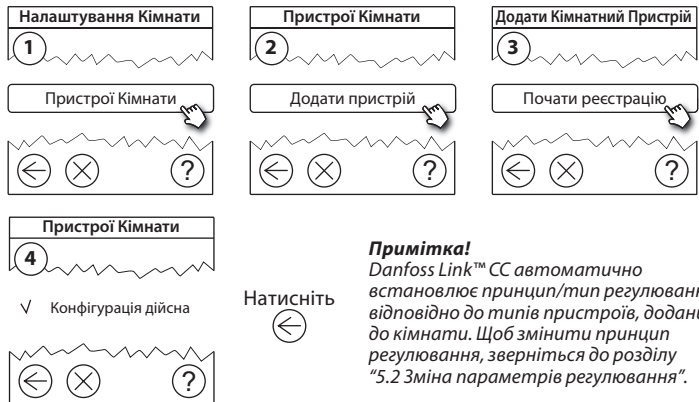 Налаштування Кімнати
1
Пристрої Кімнати
?
Пристрої Кімнати
2
Додати пристрій
?
Додати Кімнатний Пристрій
3
Почати реєстрацію
?
Пристрої Кімнати
4
√ Конфігурація дійсна
?
Натисніть
Примітка!
Danfoss Link™ CC автоматично
встановлює принцип/тип
відповідно до типів пристроїв,
до кімнати. Щоб змінити принцип
регулювання, зверніться до розділу
“5.2 Зміна параметрів регулювання”.